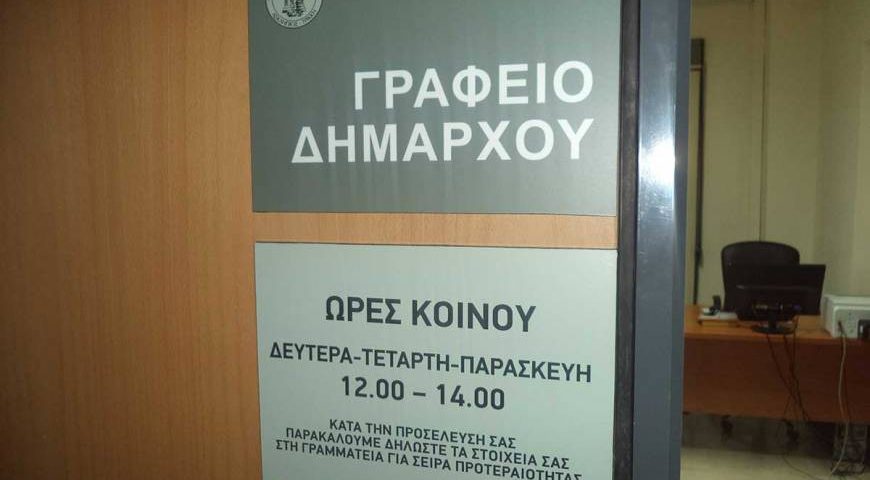 ΓΡΑΦΕΙΟ
ΔΗΜΑΡΧΟΥ
ΩΡΕΣ ΚΟΙΝΟΥ
ΔΕΥΤΕΡΑ-ΤΕΤΑΡΤΗ-ΠΑΡΑΣΚΕΥΗ
12.00 – 14.00
ΚΑΤΑ ΤΗΝ ΠΡΟΣΕΛΕΥΣΗ ΣΑΣ
ΠΑΡΑΚΑΛΟΥΜΕ ΔΗΛΩΣΤΕ ΤΑ ΣΤΟΙΧΕΙΑ ΣΑΣ
ΣΤΗ ΓΡΑΜΜΑΤΕΙΑ ΓΙΑ ΣΕΙΡΑ ΠΡΟΤΕΡΑΙΟΤΗΤΑΣ